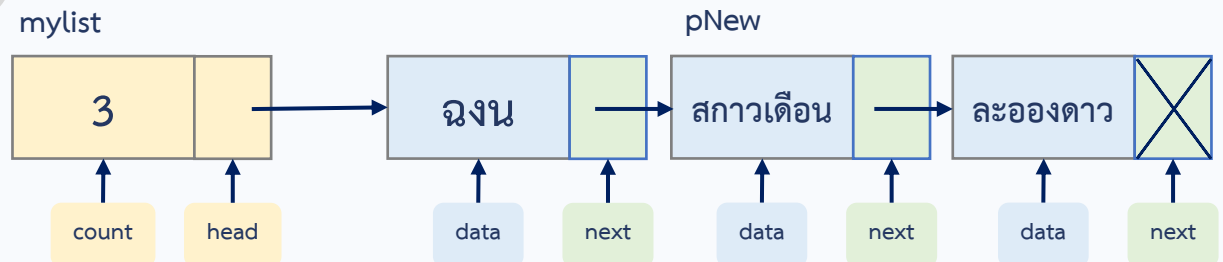 mylist
pNew
3
ฉงน
สกาวเดือน
ละอองดาว
count
head
data
next
data
next
data
next